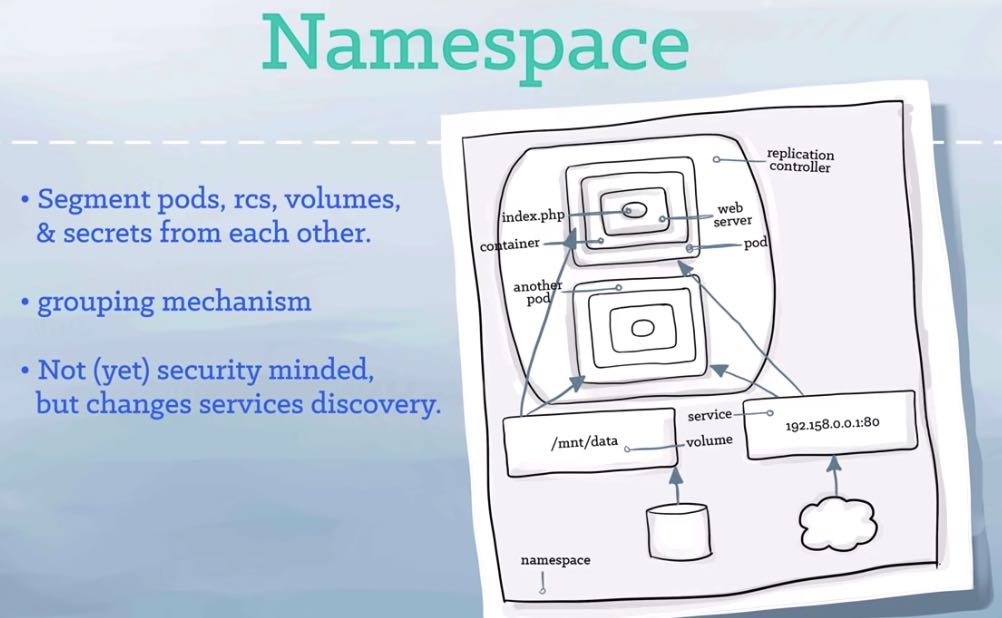 Namespace
• Segment pods, rcs, volumes,
& secrets from each other.
• grouping mechanism
• Not (yet) security minded,
but changes services discovery.
replication
controller
index.php
web
server
container
pod
another
pod
service
192.158.0.0.1:80
/mnt/data
volume
namespace